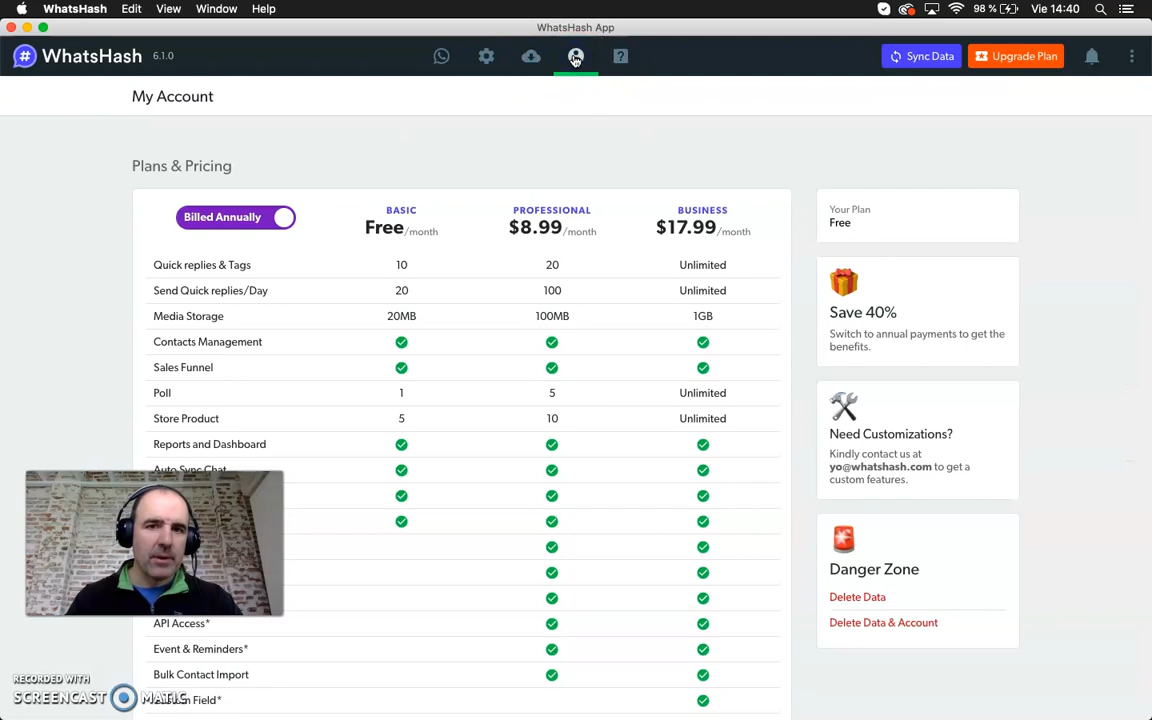 WhatsHash Edit View Window Help 98 % Vie 14:40
WhatsHash App
# WhatsHash 6.1.0 Sync Data Upgrade Plan
My Account
Plans & Pricing
Billed Annually
BASIC PROFESSIONAL BUSINESS
Free/month $8.99/month $17.99/month
Quick replies & Tags 10 20 Unlimited
Send Quick replies/Day 20 100 Unlimited
Media Storage 20MB 100MB 1GB
Contacts Management
Sales Funnel
Poll 1 5 Unlimited
Store Product 5 10 Unlimited
Reports and Dashboard
Auto Sync Chat
API Access*
Event & Reminders*
Bulk Contact Import
Field*
Your Plan
Free
Save 40%
Switch to annual payments to get the
benefits.
Need Customizations?
Kindly contact us at
yo@whatshash.com to get a
custom features.
Danger Zone
Delete Data
Delete Data & Account
RECORDED WITH
SCREENCAST MATIC